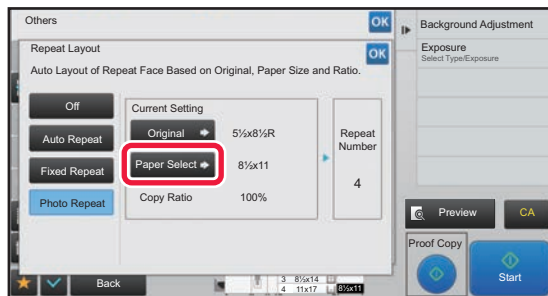 Others
OK
Repeat Layout
OK
Auto Layout of Repeat Face Based on Original, Paper Size and Ratio.
Off
Auto Repeat
Fixed Repeat
Photo Repeat
Current Setting
Original
5½x8½R
Paper Select
8½x11
Copy Ratio
100%
Repeat
Number
4
Back
3 8½x14
4 11x17
8½x11
Background Adjustment
Exposure
Select Type/Exposure
Preview
CA
Proof Copy
Start